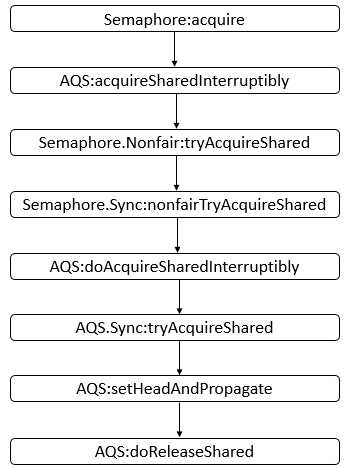 Semaphore:acquire
AQS:acquireSharedInterruptibly
Semaphore.Nonfair:tryAcquireShared
Semaphore.Sync:nonfairTryAcquireShared
AQS:doAcquireSharedInterruptibly
AQS.Sync:tryAcquireShared
AQS:setHeadAndPropagate
AQS:doReleaseShared